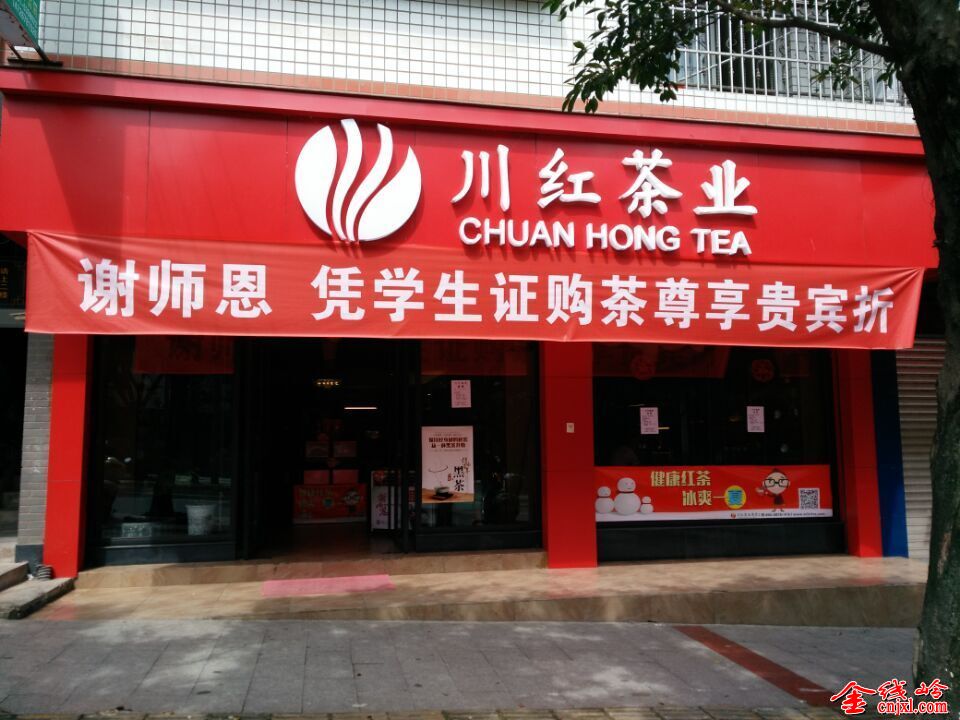 川红茶业
CHUAN HONG TEA
谢师恩 凭学生证购茶尊享贵宾折
黑茶
健康红茶
冰爽一夏
金线岭
cnjxl.com